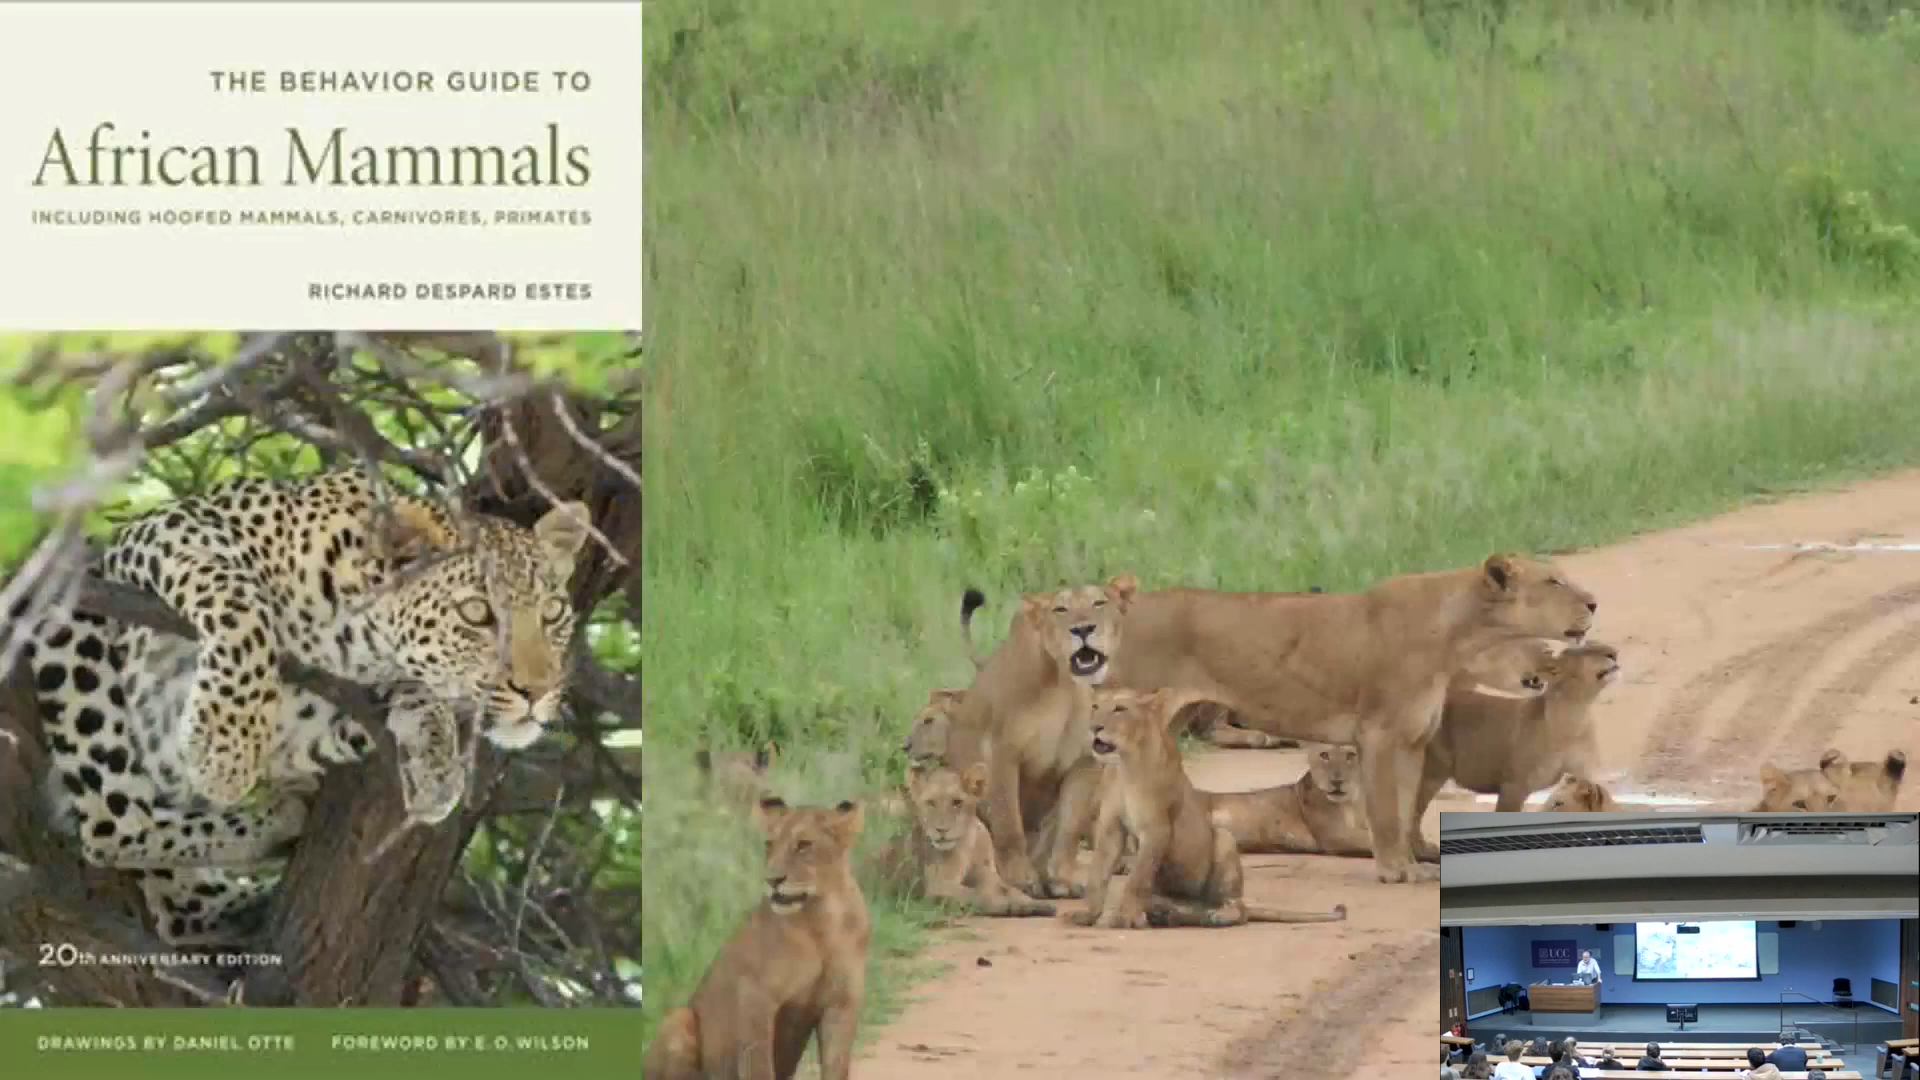 THE BEHAVIOR GUIDE TO
African Mammals
INCLUDING HOOFED MAMMALS, CARNIVORES, PRIMATES
RICHARD DESPARD ESTES
20th ANNIVERSARY EDITION
DRAWINGS BY DANIEL OTTE FOREWORD BY E. O. WILSON
UCC